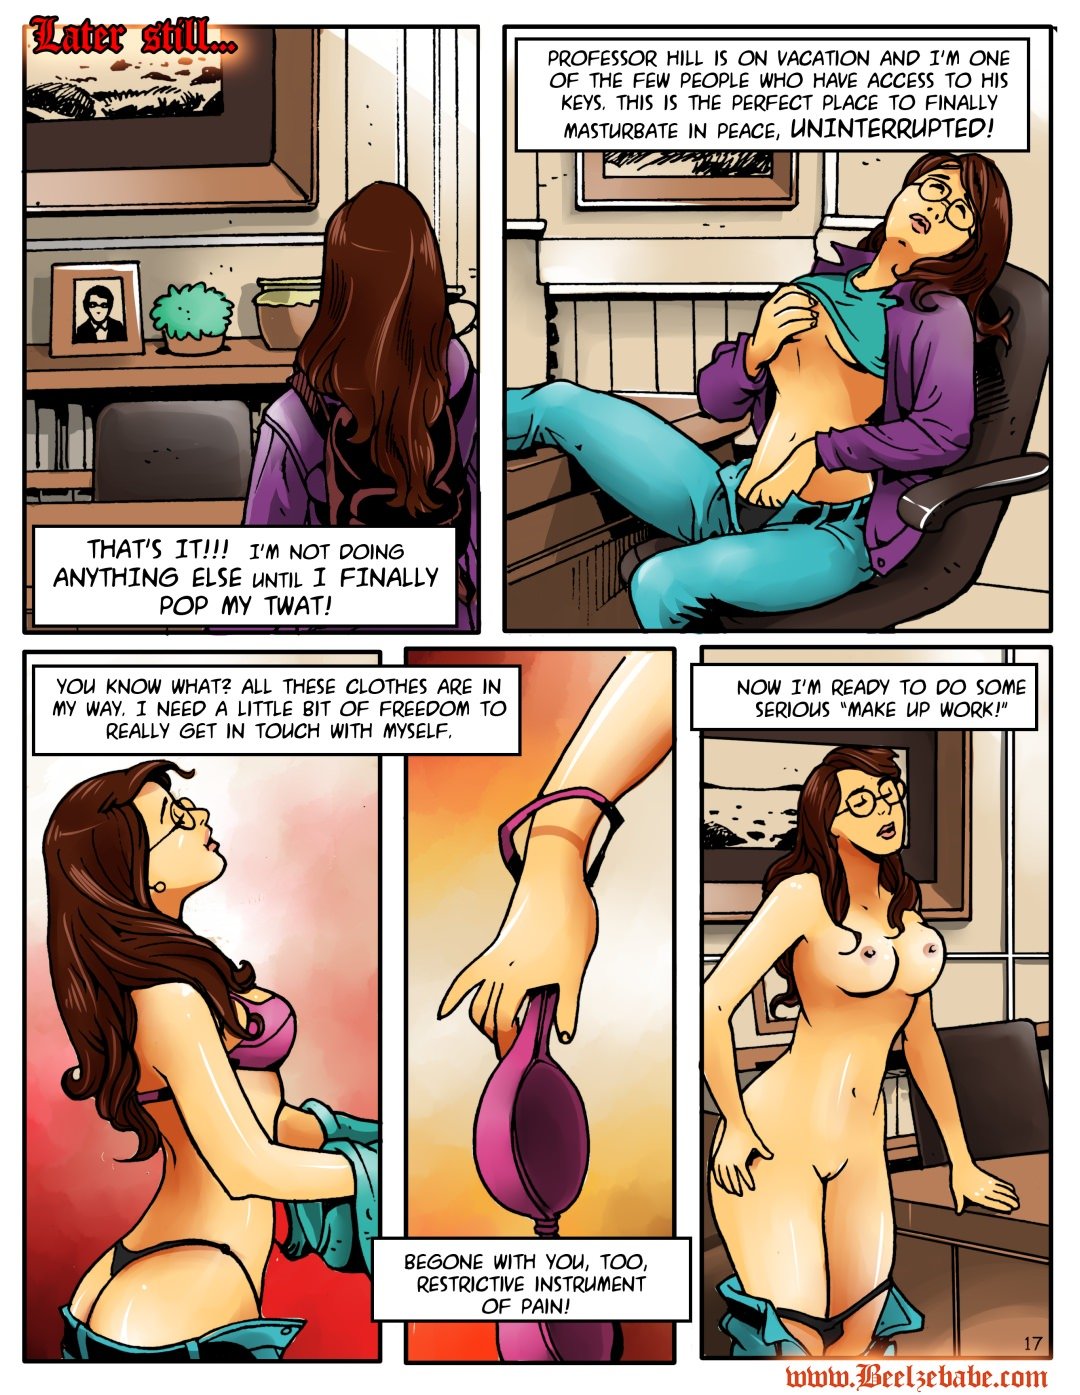 Later still...
THAT'S IT!!! I'M NOT DOING
ANYTHING ELSE UNTIL I FINALLY
POP MY TWAT!
PROFESSOR HILL IS ON VACATION AND I'M ONE
OF THE FEW PEOPLE WHO HAVE ACCESS TO HIS
KEYS. THIS IS THE PERFECT PLACE TO FINALLY
MASTURBATE IN PEACE, UNINTERRUPTED!
YOU KNOW WHAT? ALL THESE CLOTHES ARE IN
MY WAY. I NEED A LITTLE BIT OF FREEDOM TO
REALLY GET IN TOUCH WITH MYSELF.
BEGONE WITH YOU, TOO,
RESTRICTIVE INSTRUMENT
OF PAIN!
NOW I'M READY TO DO SOME
SERIOUS "MAKE UP WORK!"
17
www.Beelzebabe.com